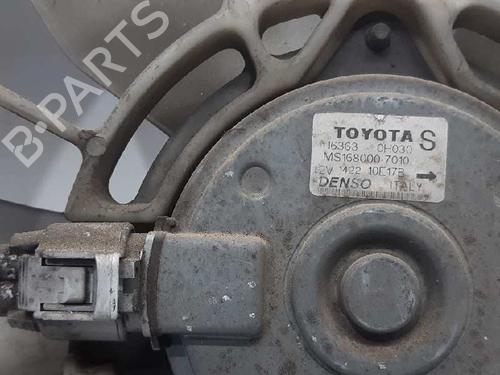 B-PARTS
TOYOTA S
16363 0H030
MS168000-7010
12V 1422 10E17B
DENSO ITALY